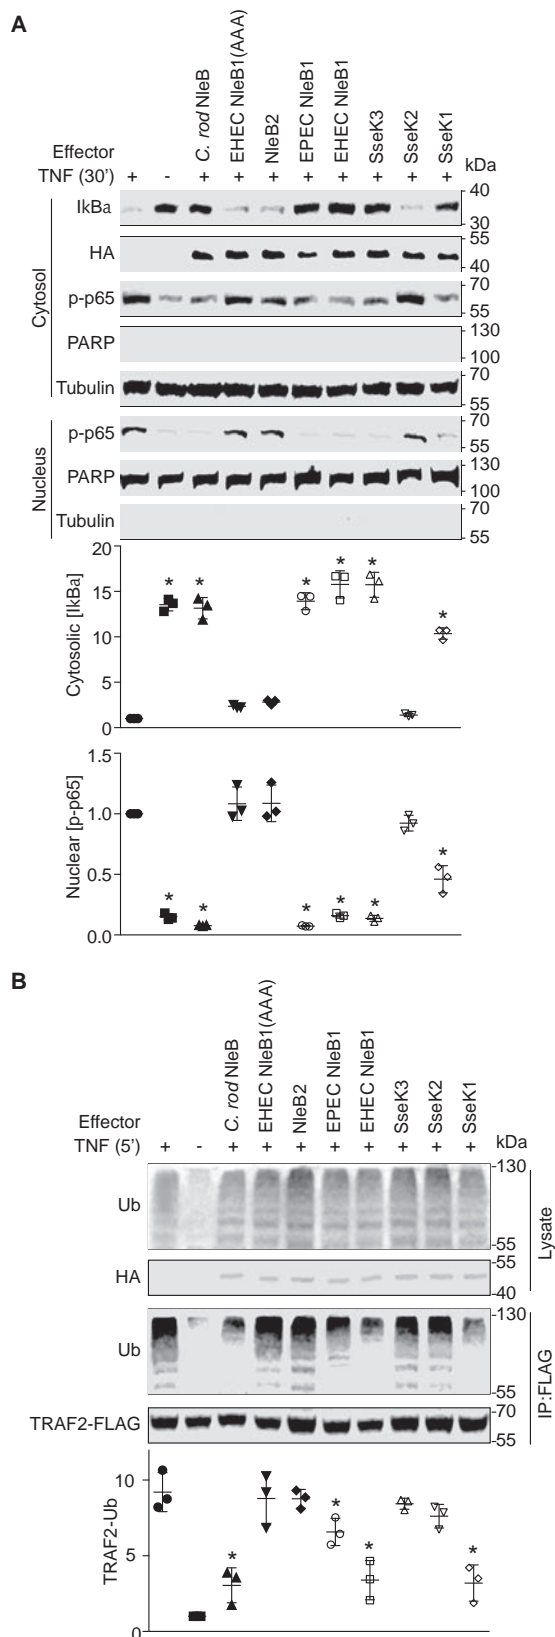 A
C. rod NleB
EHEC NleB1(AAA)
NleB2
EPEC NleB1
EHEC NleB1
SseK3
SseK2
SseK1
Effector
kDa
TNF (30') + - + + + + + + + +
Cytosol
IkBa
40
30
HA
55
40
p-p65
70
55
PARP
130
100
Tubulin
70
55
Nucleus
p-p65
70
55
PARP
130
100
Tubulin
70
55
Cytosolic [IkBa]
20
15
10
5
0
* * * * * *
Nuclear [p-p65]
1.5
1.0
0.5
0.0
* * * * * *
B
C. rod NleB
EHEC NleB1(AAA)
NleB2
EPEC NleB1
EHEC NleB1
SseK3
SseK2
SseK1
Effector
TNF (5') + - + + + + + + + +
kDa
Lysate
Ub
130
55
HA
55
40
IP:FLAG
Ub
130
55
TRAF2-FLAG
70
55
TRAF2-Ub
10
5
0
* * * *